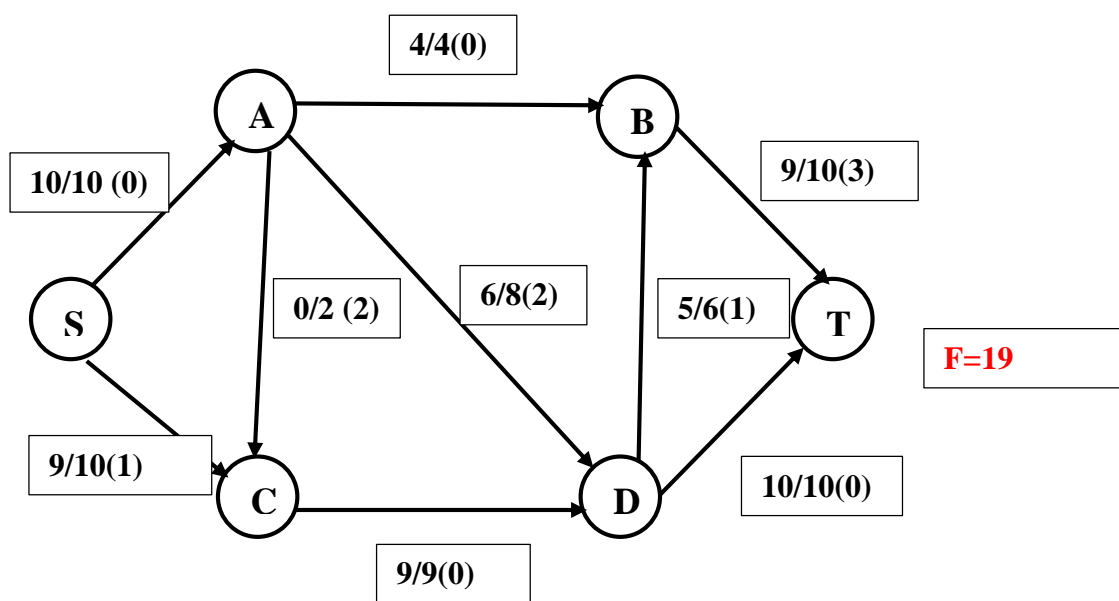 4/4(0)
A
B
10/10 (0)
9/10(3)
S
0/2 (2)
6/8(2)
5/6(1)
T
F=19
9/10(1)
C
D
10/10(0)
9/9(0)